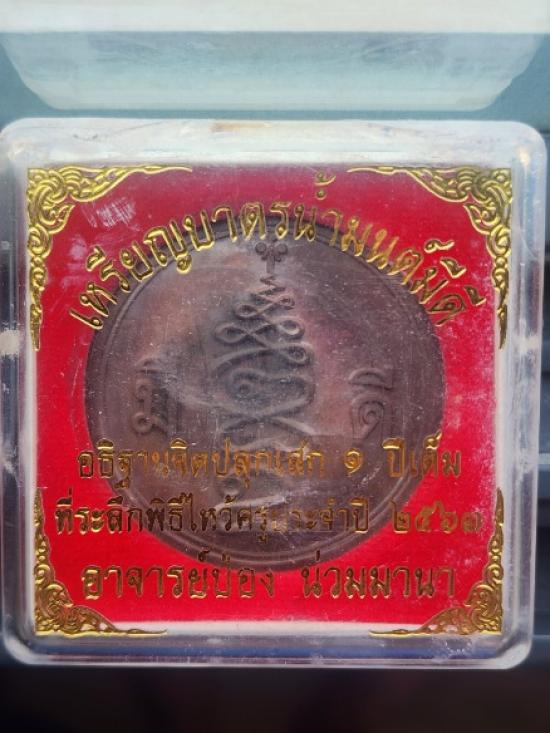 เหรียญบาตรน้ำมนต์มีดี
อธิฐานจิตปลุกเสก ๑ ปีเต็ม
ที่ระลึกพิธีไหว้ครูประจำปี ๒๕๖๓
อาจารย์ป๋อง น่วมมานา